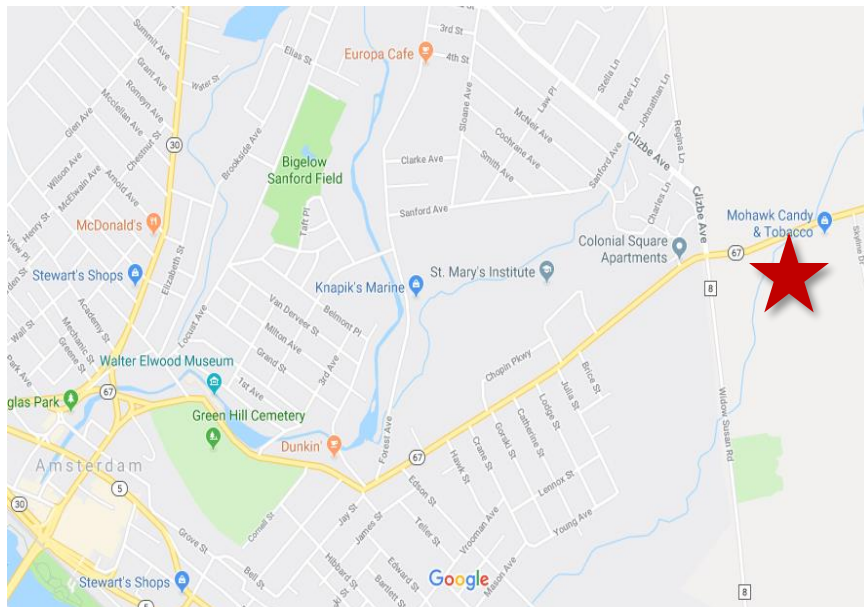 Summit Ave
Grant Ave
Romeyn Ave
Mcclellan Ave
Chestnut St
Glen Ave
Wilson Ave
McElwain Ave
Arnold Ave
Henry St
Water St
Elias St
Brookside Ave
30
Bigelow
Sanford Field
Taft Pl
Europa Cafe
3rd St
4th St
Sloane Ave
Law Pl
McNeir Ave
Cochrane Ave
Smith Ave
Clarke Ave
Sanford Ave
Sanford Ave
Stella Ln
Peter Ln
Johnathan Ln
Regina Ln
Clizbe Ave
Clizbe Ave
Charles Ln
Mohawk Candy
& Tobacco
Skyline Dr
Colonial Square
Apartments
67
8
McDonald's
Stewart's Shops
Elizabeth St
Locust Ave
Academy St
Mechanic St
Greene St
Wall St
Park Ave
Knapik's Marine
St. Mary's Institute
Van Derveer St
Belmont Pl
Milton Ave
Grand St
3rd Ave
1st Ave
Walter Elwood Museum
Green Hill Cemetery
67
glas Park
Dunkin'
Forest Ave
67
Chopin Pkwy
Brice St
Julia St
Lodge St
Catherine St
Gorski St
Crane St
Hawk St
Lennox St
Young Ave
Vrooman Ave
Mason Ave
Widow Susan Rd
Amsterdam
5
30
Cornell St
Jay St
James St
Edson St
Teller St
Edward St
Bartlett St
Hibbard St
Grove St
Bell St
Stewart's Shops
5
Google
8